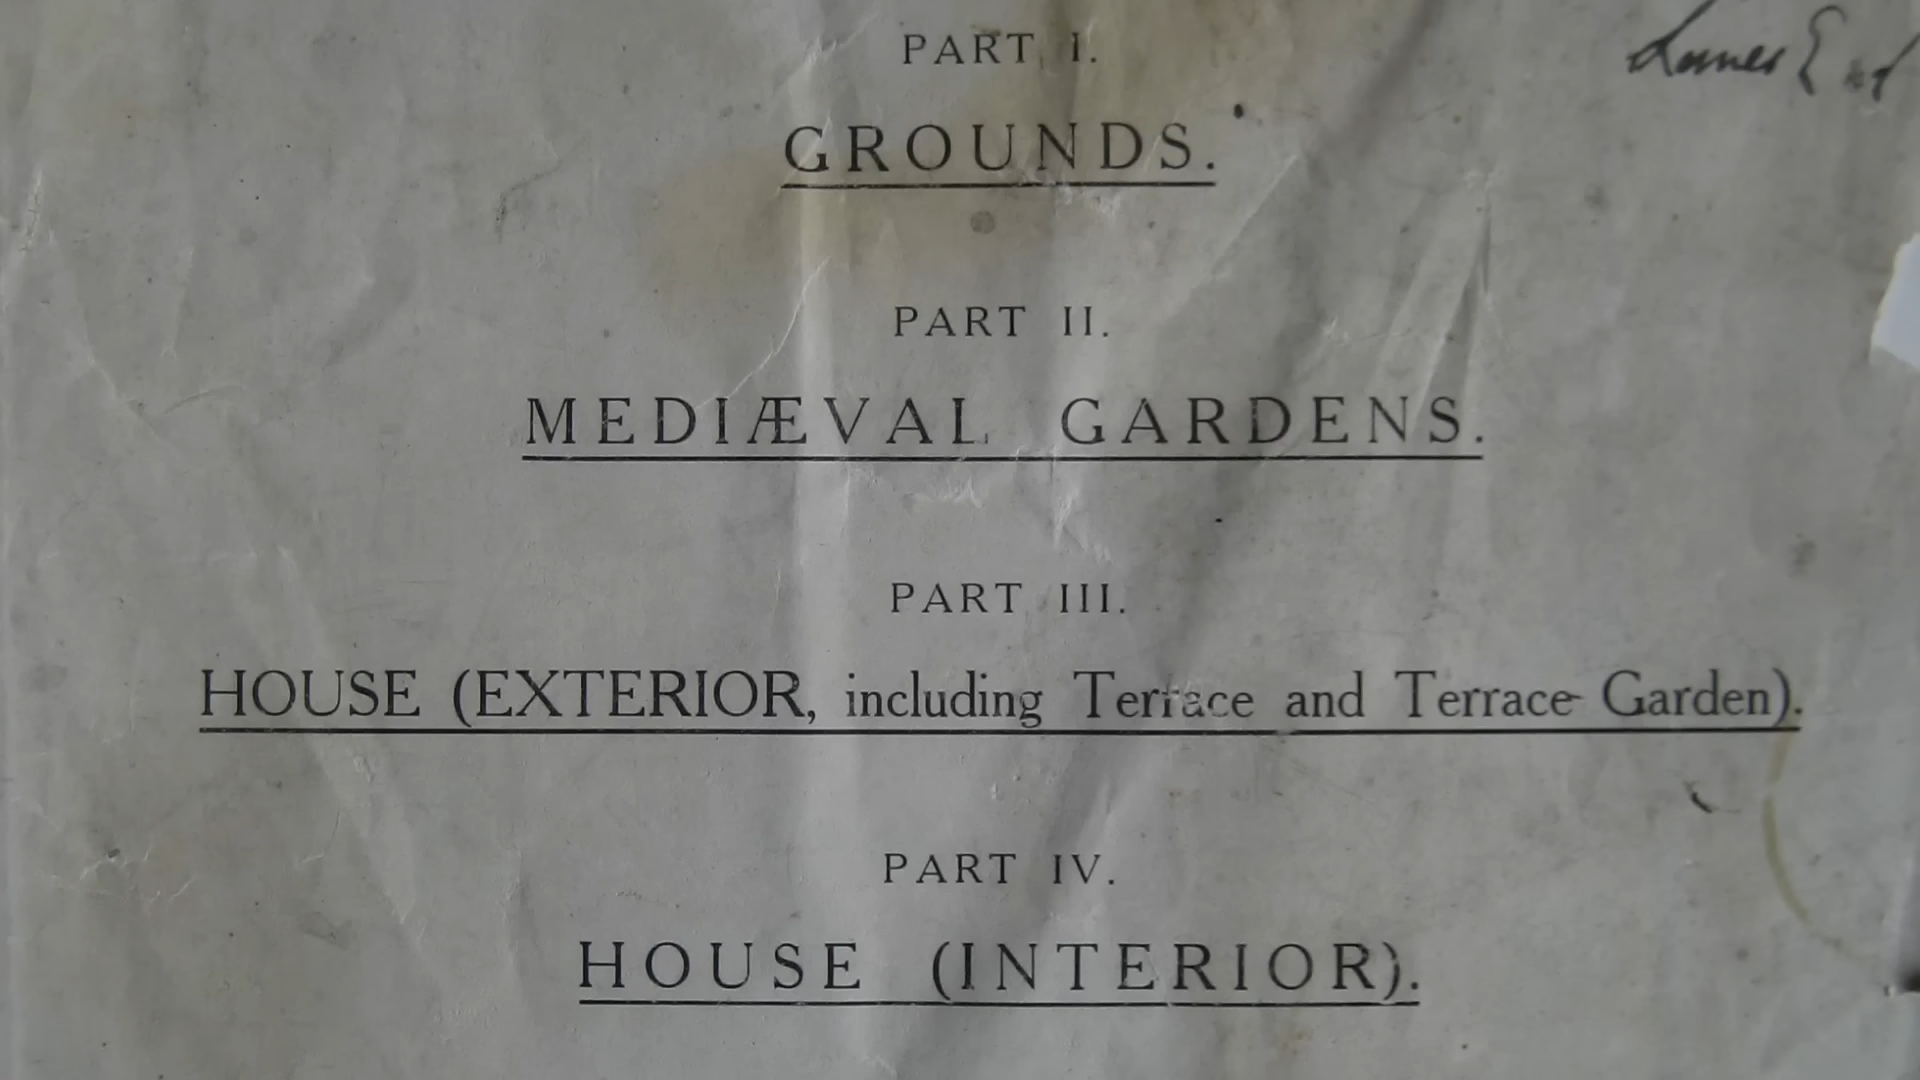 PART I.
GROUNDS.
PART II.
MEDIÆVAL GARDENS.
PART III.
HOUSE (EXTERIOR, including Terrace and Terrace Garden).
PART IV.
HOUSE (INTERIOR).